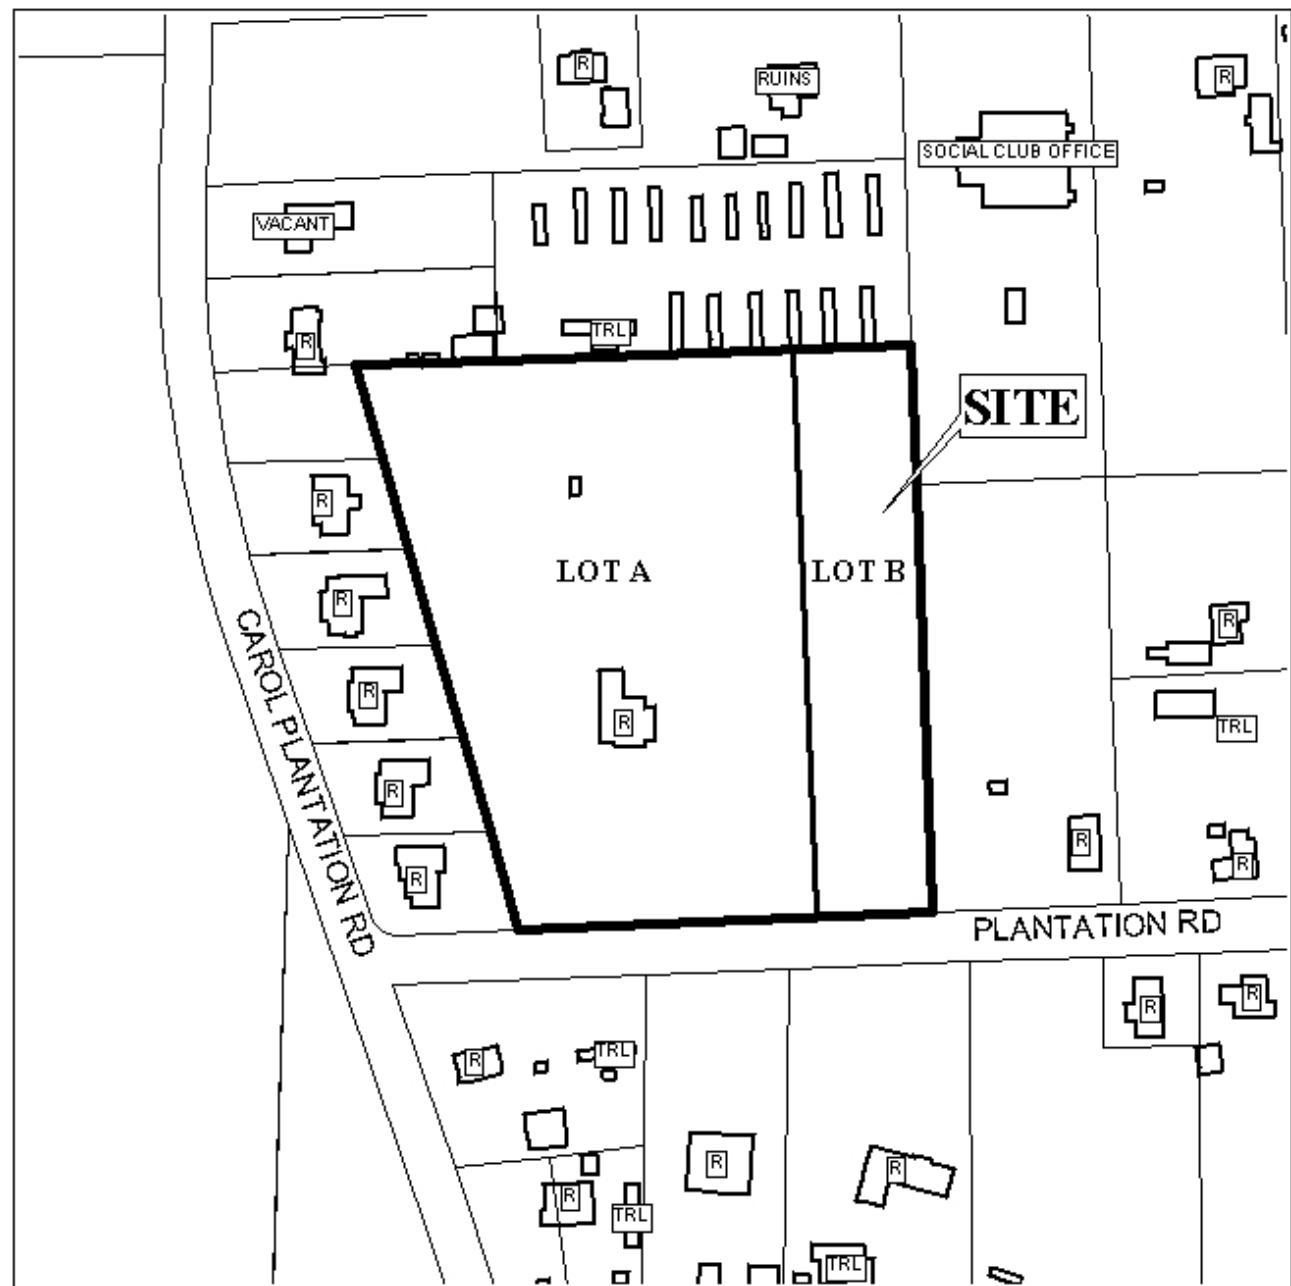 R
RUINS
R
SOCIAL CLUB OFFICE
VACANT
TRL
R
SITE
R
LOT A
LOT B
R
R
R
TRL
R
R
CAROL PLANTATION RD
R
R
R
R
PLANTATION RD
R
R
R
TRL
R
R
R
TRL
TRL